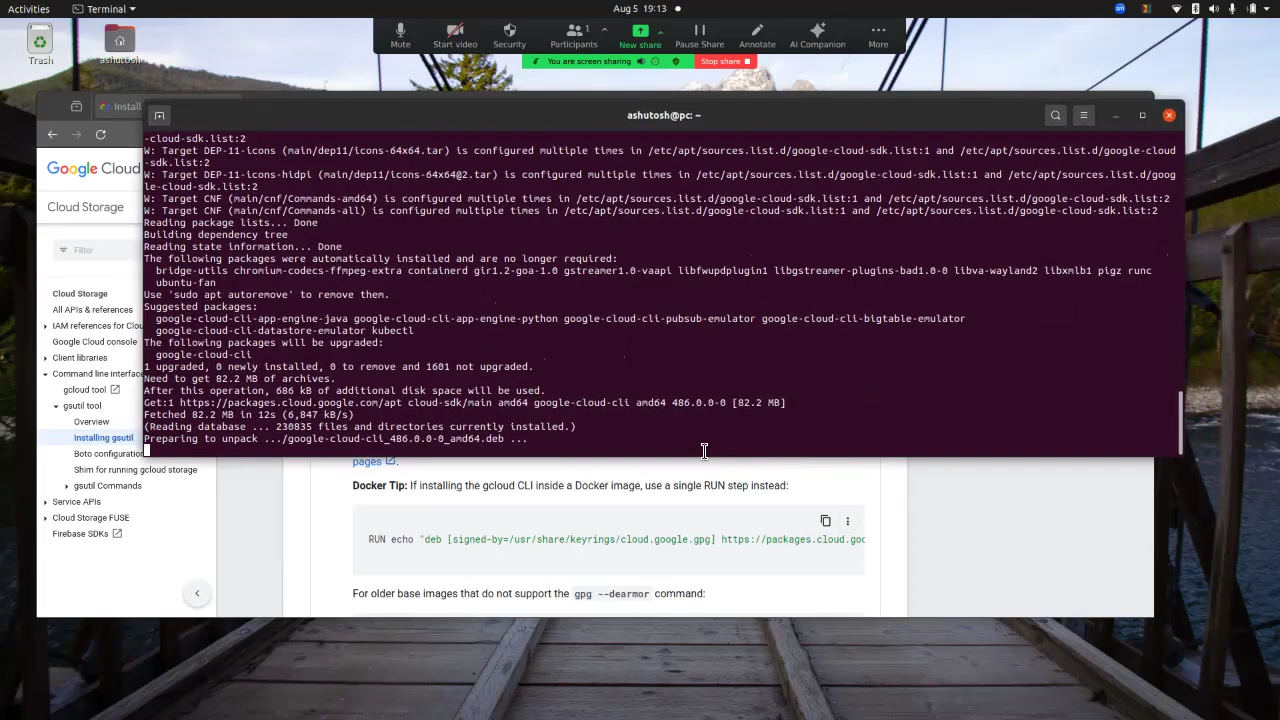 Activities
Terminal
Aug 5 19:13
Mute
Start video
Security
Participants
1
New share
Pause Share
Annotate
AI Companion
More
You are screen sharing
Stop share
Trash
ashutosh
Install
ashutosh@pc: ~
-cloud-sdk.list:2
W: Target DEP-11-icons (main/dep11/icons-64x64.tar) is configured multiple times in /etc/apt/sources.list.d/google-cloud-sdk.list:1 and /etc/apt/sources.list.d/google-cloud
-sdk.list:2
W: Target DEP-11-icons-hidpi (main/dep11/icons-64x64@2.tar) is configured multiple times in /etc/apt/sources.list.d/google-cloud-sdk.list:1 and /etc/apt/sources.list.d/goog
le-cloud-sdk.list:2
W: Target CNF (main/cnf/Commands-amd64) is configured multiple times in /etc/apt/sources.list.d/google-cloud-sdk.list:1 and /etc/apt/sources.list.d/google-cloud-sdk.list:2
W: Target CNF (main/cnf/Commands-all) is configured multiple times in /etc/apt/sources.list.d/google-cloud-sdk.list:1 and /etc/apt/sources.list.d/google-cloud-sdk.list:2
Reading package lists... Done
Building dependency tree
Reading state information... Done
The following packages were automatically installed and are no longer required:
bridge-utils chromium-codecs-ffmpeg-extra containerd gir1.2-goa-1.0 gstreamer1.0-vaapi libfwupdplugin1 libgstreamer-plugins-bad1.0-0 libva-wayland2 libxmlb1 pigz runc
ubuntu-fan
Use 'sudo apt autoremove' to remove them.
Suggested packages:
google-cloud-cli-app-engine-java google-cloud-cli-app-engine-python google-cloud-cli-pubsub-emulator google-cloud-cli-bigtable-emulator
google-cloud-cli-datastore-emulator kubectl
The following packages will be upgraded:
google-cloud-cli
1 upgraded, 0 newly installed, 0 to remove and 1601 not upgraded.
Need to get 82.2 MB of archives.
After this operation, 686 kB of additional disk space will be used.
Get:1 https://packages.cloud.google.com/apt cloud-sdk/main amd64 google-cloud-cli amd64 486.0.0-0 [82.2 MB]
Fetched 82.2 MB in 12s (6,847 kB/s)
(Reading database ... 230835 files and directories currently installed.)
Preparing to unpack .../google-cloud-cli_486.0.0-0_amd64.deb ...
Google Cloud
Cloud Storage
Filter
Cloud Storage
All APIs & references
IAM references for Clou
Google Cloud console
Client libraries
Command line interface
gcloud tool
gsutil tool
Overview
Installing gsutil
Boto configuration
Shim for running gcloud storage
gsutil Commands
Service APIs
Cloud Storage FUSE
Firebase SDKs
pages.
Docker Tip: If installing the gcloud CLI inside a Docker image, use a single RUN step instead:
RUN echo "deb [signed-by=/usr/share/keyrings/cloud.google.gpg] https://packages.cloud.goo
For older base images that do not support the gpg --dearmor command: